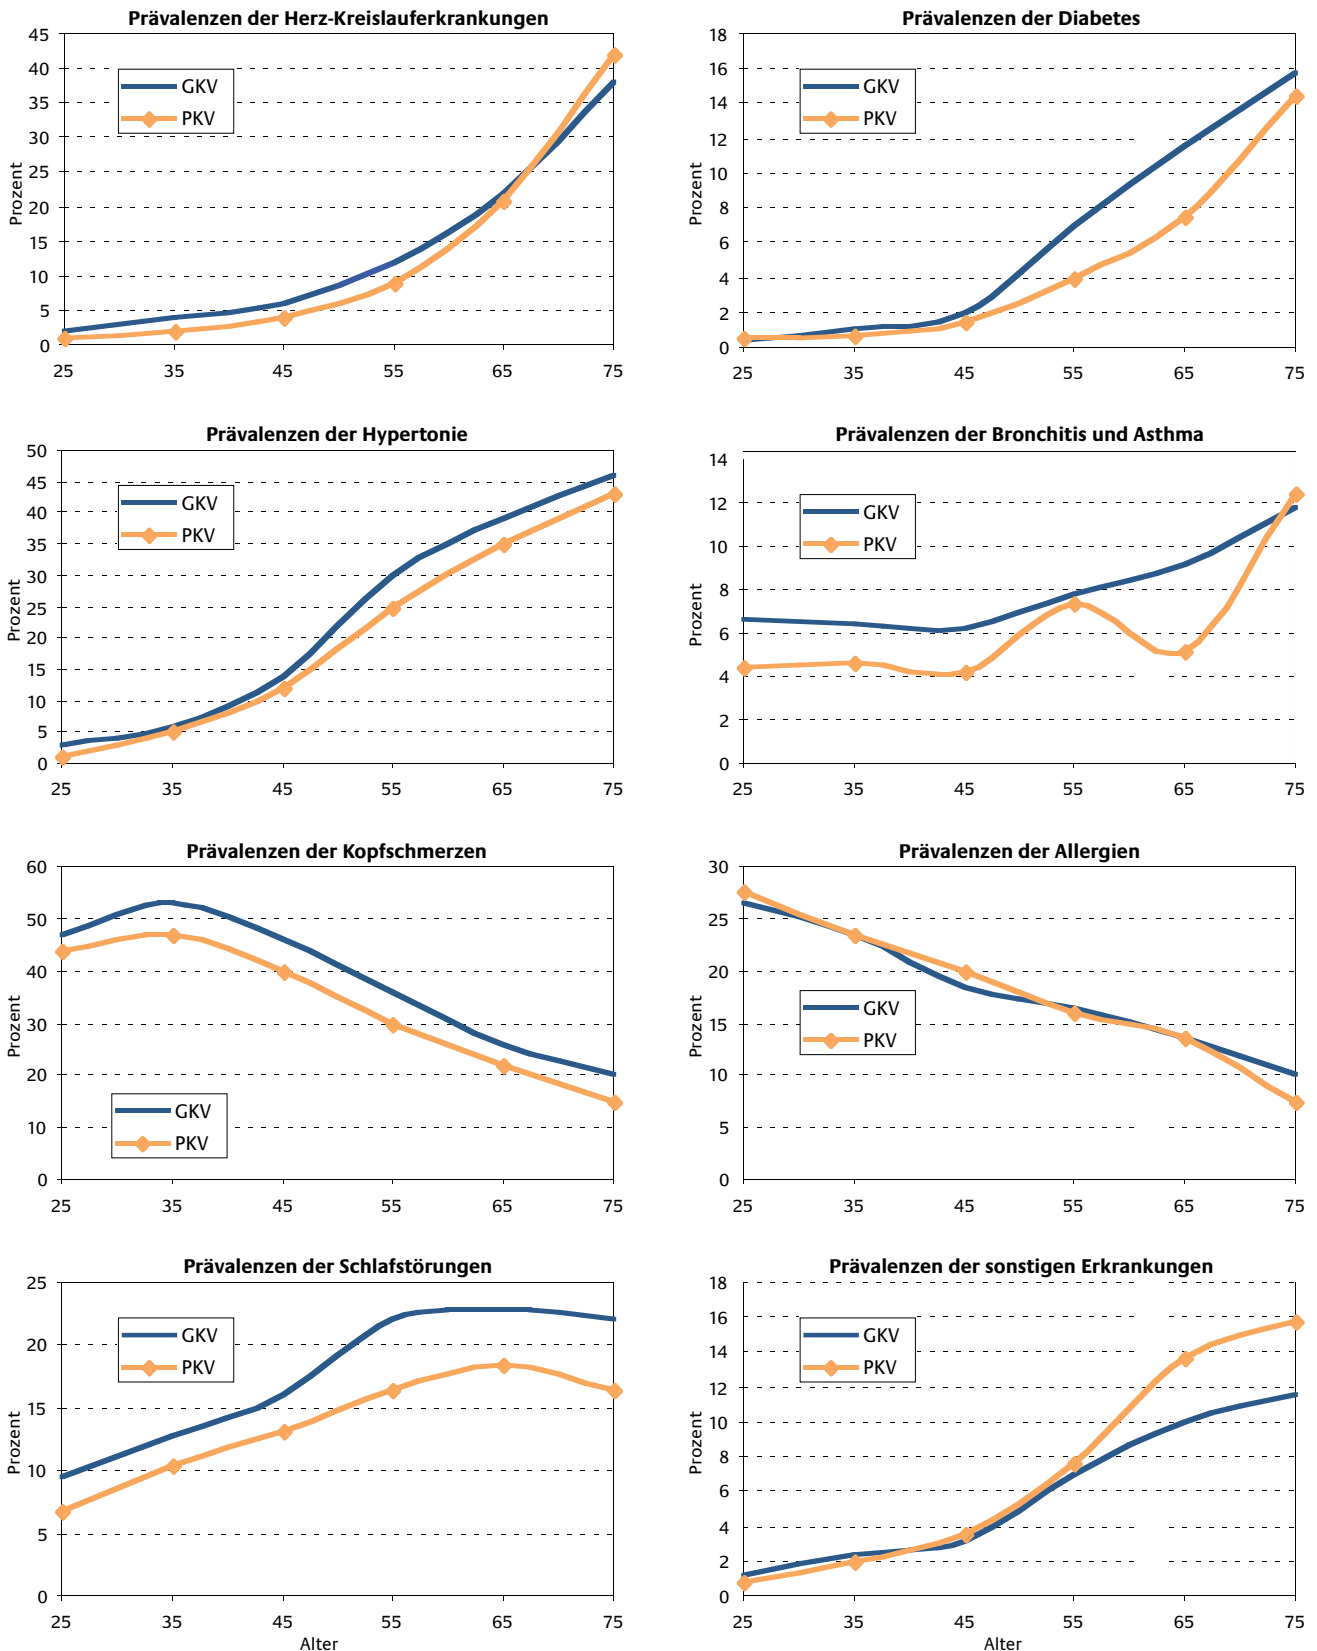 Prävalenzen der Herz-Kreislauferkrankungen
45
40
35
30
25
20
15
10
5
0
Prozent
GKV
PKV
25 35 45 55 65 75
Prävalenzen der Diabetes
18
16
14
12
10
8
6
4
2
0
Prozent
GKV
PKV
25 35 45 55 65 75
Prävalenzen der Hypertonie
50
45
40
35
30
25
20
15
10
5
0
Prozent
GKV
PKV
25 35 45 55 65 75
Prävalenzen der Bronchitis und Asthma
14
12
10
8
6
4
2
0
Prozent
GKV
PKV
25 35 45 55 65 75
Prävalenzen der Kopfschmerzen
60
50
40
30
20
10
0
Prozent
GKV
PKV
25 35 45 55 65 75
Prävalenzen der Allergien
30
25
20
15
10
5
0
Prozent
GKV
PKV
25 35 45 55 65 75
Prävalenzen der Schlafstörungen
25
20
15
10
5
0
Prozent
GKV
PKV
25 35 45 55 65 75
Alter
Prävalenzen der sonstigen Erkrankungen
18
16
14
12
10
8
6
4
2
0
Prozent
GKV
PKV
25 35 45 55 65 75
Alter